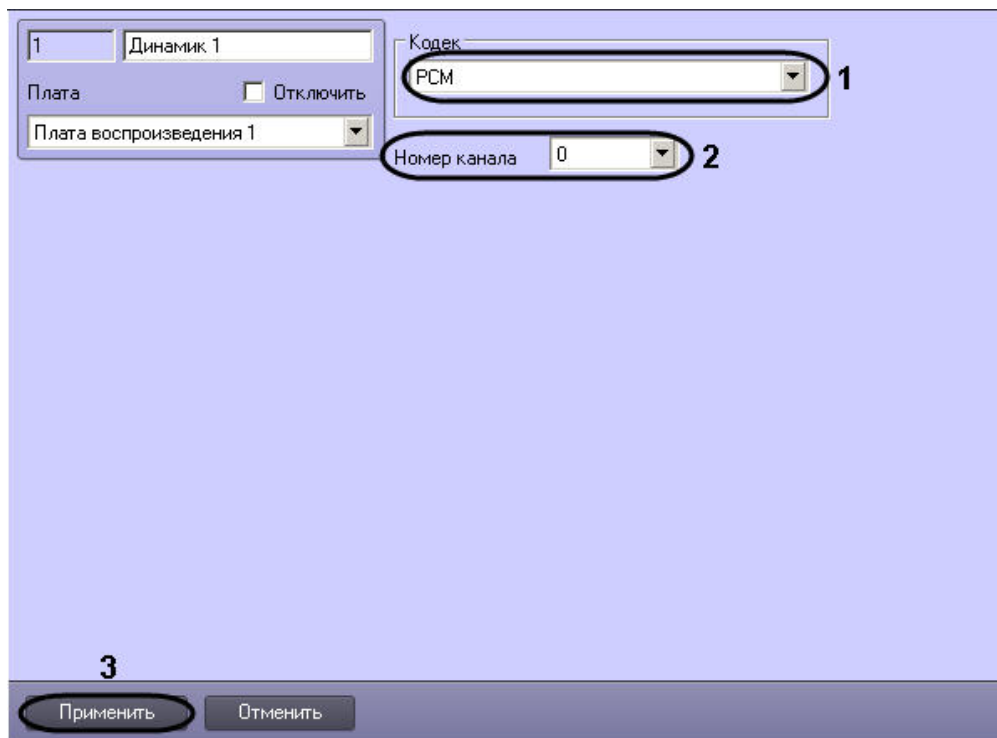 1 Динамик 1
Кодек
PCM 1
Плата Отключить
Плата воспроизведения 1
Номер канала 0 2
3
Применить Отменить